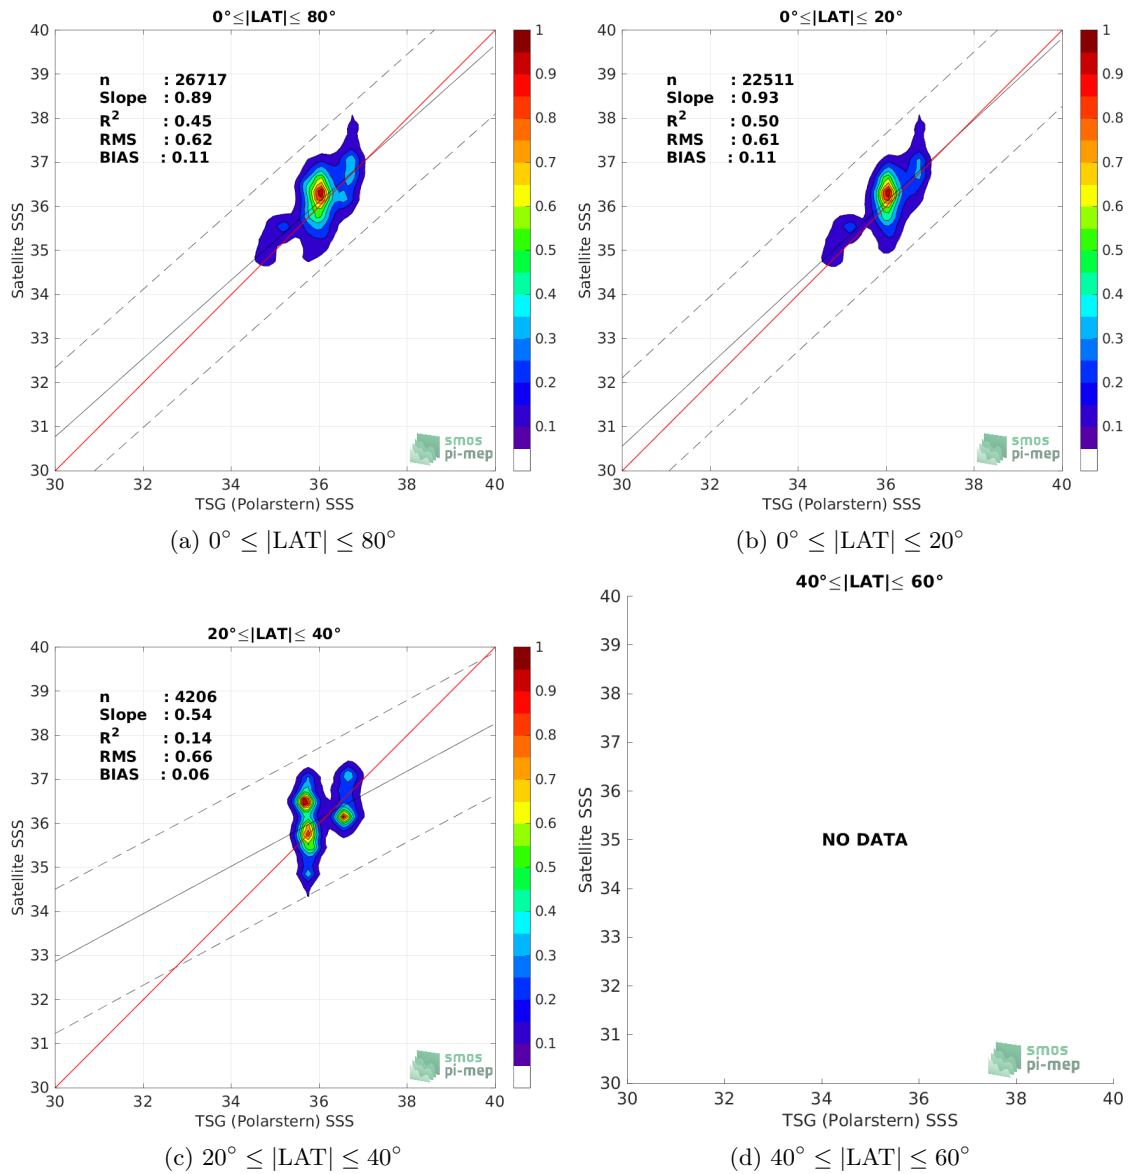 0°≤|LAT|≤ 80°
40
39
38
37
36
35
34
33
32
31
30
Satellite SSS
n : 26717
Slope : 0.89
R² : 0.45
RMS : 0.62
BIAS : 0.11
smos
pi-mep
30 32 34 36 38 40
TSG (Polarstern) SSS
1
0.9
0.8
0.7
0.6
0.5
0.4
0.3
0.2
0.1
(a) 0° ≤ |LAT| ≤ 80°
0°≤|LAT|≤ 20°
40
39
38
37
36
35
34
33
32
31
30
Satellite SSS
n : 22511
Slope : 0.93
R² : 0.50
RMS : 0.61
BIAS : 0.11
smos
pi-mep
30 32 34 36 38 40
TSG (Polarstern) SSS
1
0.9
0.8
0.7
0.6
0.5
0.4
0.3
0.2
0.1
(b) 0° ≤ |LAT| ≤ 20°
20°≤|LAT|≤ 40°
40
39
38
37
36
35
34
33
32
31
30
Satellite SSS
n : 4206
Slope : 0.54
R² : 0.14
RMS : 0.66
BIAS : 0.06
smos
pi-mep
30 32 34 36 38 40
TSG (Polarstern) SSS
1
0.9
0.8
0.7
0.6
0.5
0.4
0.3
0.2
0.1
(c) 20° ≤ |LAT| ≤ 40°
40°≤|LAT|≤ 60°
40
39
38
37
36
35
34
33
32
31
30
Satellite SSS
NO DATA
smos
pi-mep
30 32 34 36 38 40
TSG (Polarstern) SSS
(d) 40° ≤ |LAT| ≤ 60°